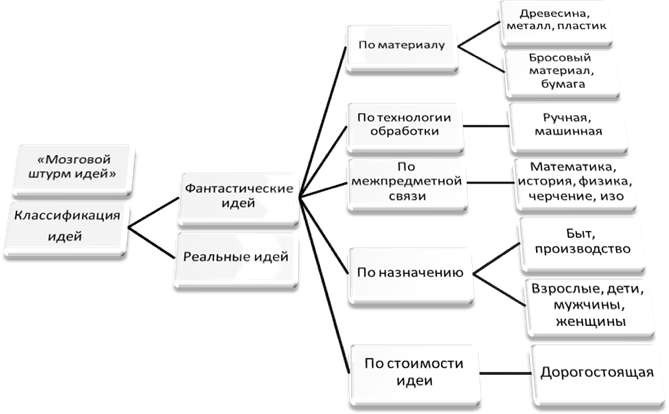 «Мозговой
штурм идей»
Классификация
идей
Фантастические
идей
Реальные идей
По материалу
Древесина,
металл, пластик
Бросовый
материал,
бумага
По технологии
обработки
Ручная,
машинная
По
межпредметной
связи
Математика,
история, физика,
черчение, изо
По назначению
Быт,
производство
Взрослые, дети,
мужчины,
женщины
По стоимости
идеи
Дорогостоящая